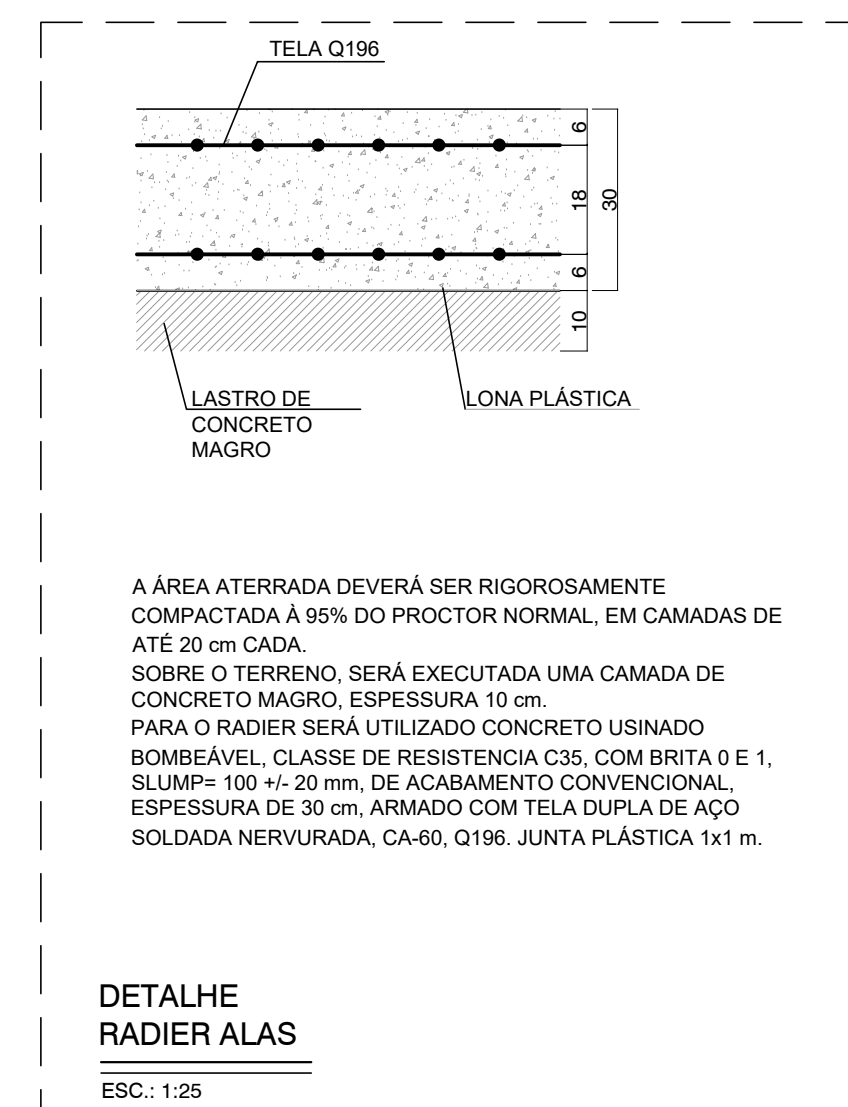 TELA Q196
6
18
30
6
10
LASTRO DE
CONCRETO
MAGRO
LONA PLÁSTICA
A ÁREA ATERRADA DEVERÁ SER RIGOROSAMENTE
COMPACTADA À 95% DO PROCTOR NORMAL, EM CAMADAS DE
ATÉ 20 cm CADA.
SOBRE O TERRENO, SERÁ EXECUTADA UMA CAMADA DE
CONCRETO MAGRO, ESPESSURA 10 cm.
PARA O RADIER SERÁ UTILIZADO CONCRETO USINADO
BOMBEÁVEL, CLASSE DE RESISTENCIA C35, COM BRITA 0 E 1,
SLUMP= 100 +/- 20 mm, DE ACABAMENTO CONVENCIONAL,
ESPESSURA DE 30 cm, ARMADO COM TELA DUPLA DE AÇO
SOLDADA NERVURADA, CA-60, Q196. JUNTA PLÁSTICA 1x1 m.
DETALHE
RADIER ALAS
ESC.: 1:25